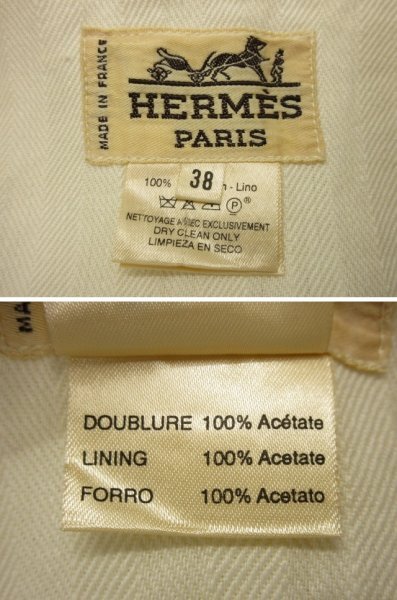 MADE IN FRANCE
HERMÈS
PARIS
100% 38 - Lino
NETTOYAGE A SEC EXCLUSIVEMENT
DRY CLEAN ONLY
LIMPIEZA EN SECO
MA
DOUBLURE 100% Acétate
LINING 100% Acetate
FORRO 100% Acetato